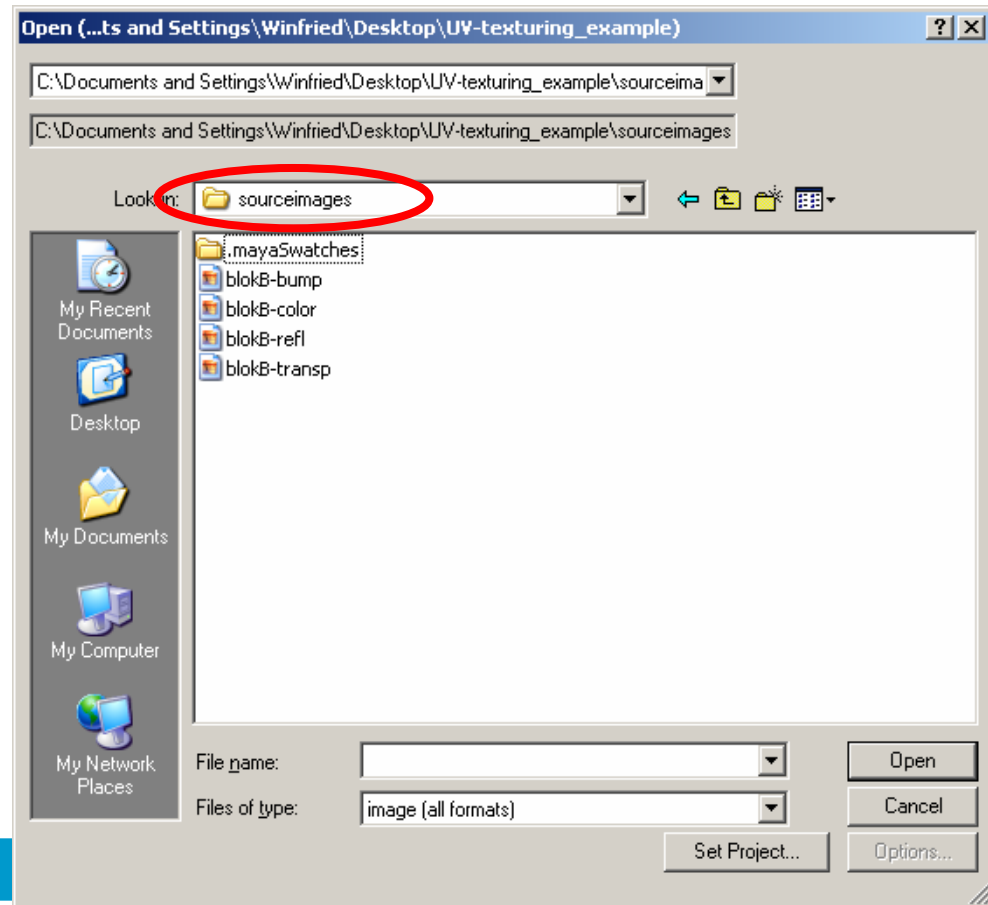 Open (...ts and Settings\Winfried\Desktop\UV-texturing_example)
C:\Documents and Settings\Winfried\Desktop\UV-texturing_example\sourceima
C:\Documents and Settings\Winfried\Desktop\UV-texturing_example\sourceimages
Look in: sourceimages
My Recent Documents
Desktop
My Documents
My Computer
My Network Places
.mayaSwatches
blokB-bump
blokB-color
blokB-refl
blokB-transp
File name: Open
Files of type: image (all formats) Cancel
Set Project... Options...